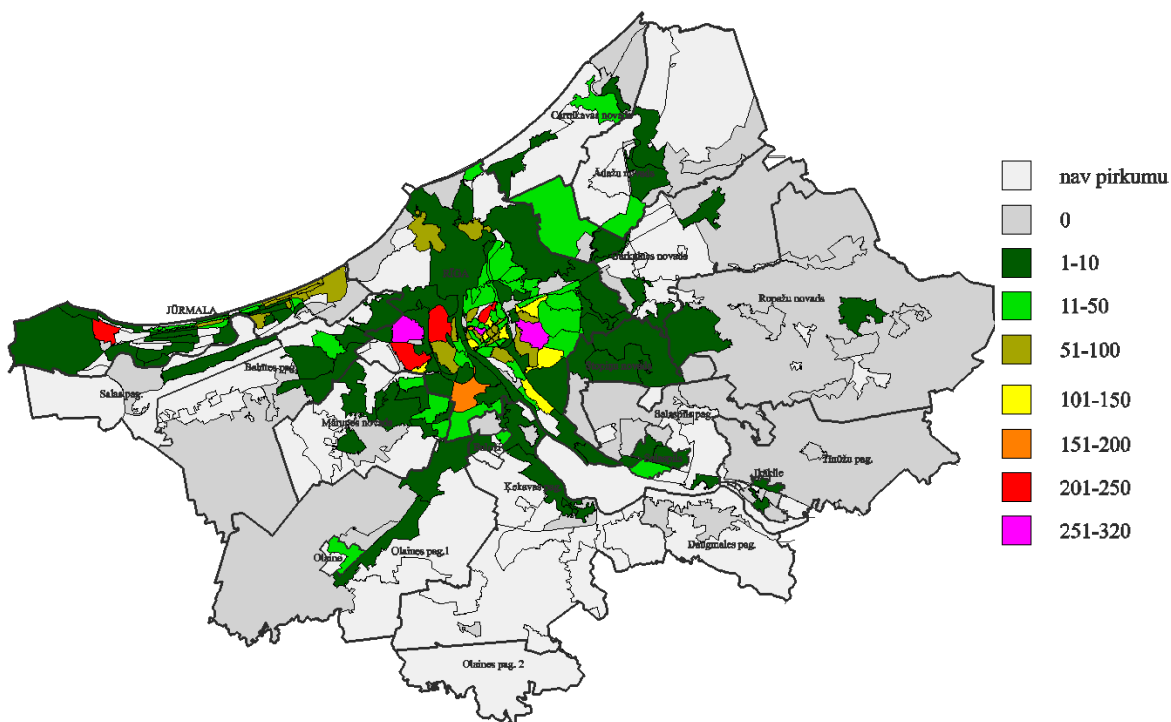 Carnikavas novads
Ādažu novads
nav pirkumu
0
1-10
11-50
51-100
101-150
151-200
201-250
251-320
Garkalnes novads
RĪGA
Ropažu novads
JŪRMALA
Babītes pag.
Salas pag.
Mārupes novads
Salaspils pag.
Tīnūžu pag.
Ikšķile
Ķekavas pag.
Daugmales pag.
Olaine
Olaines pag.1
Olaines pag. 2